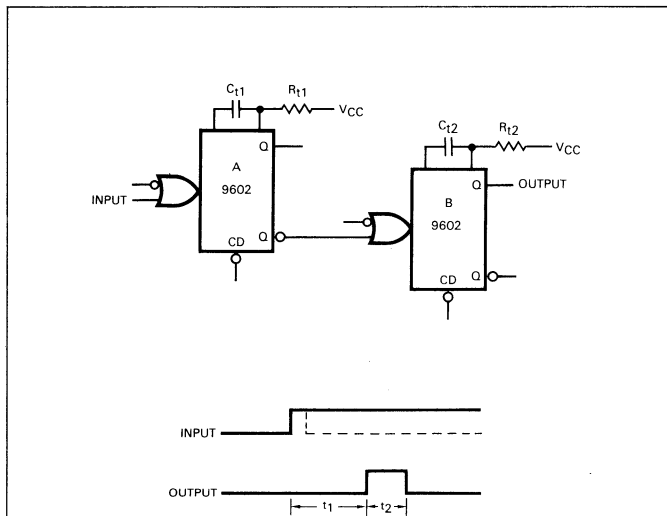 Ct1
Rt1
VCC
Q
A
9602
INPUT
CD
Q
Ct2
Rt2
VCC
Q
OUTPUT
B
9602
CD
Q
INPUT
OUTPUT
t1
t2